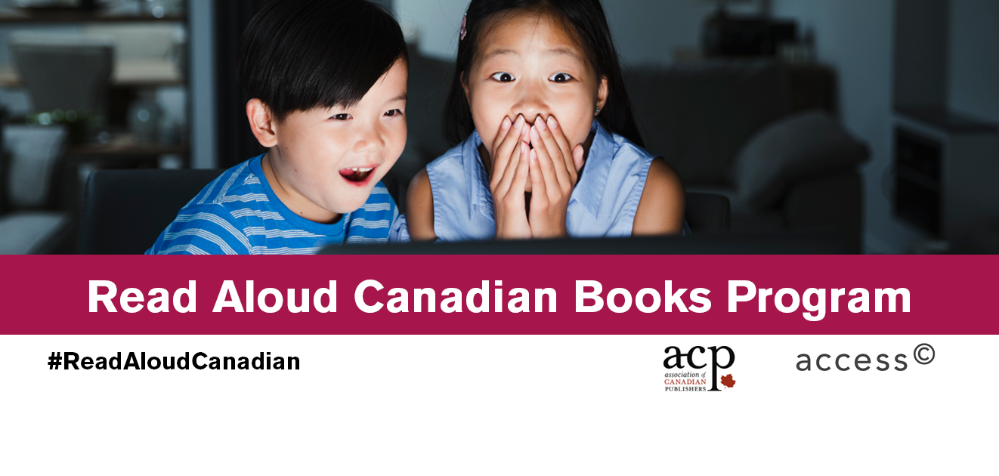 Read Aloud Canadian Books Program
#ReadAloudCanadian
acp
association of
CANADIAN
PUBLISHERS
access©